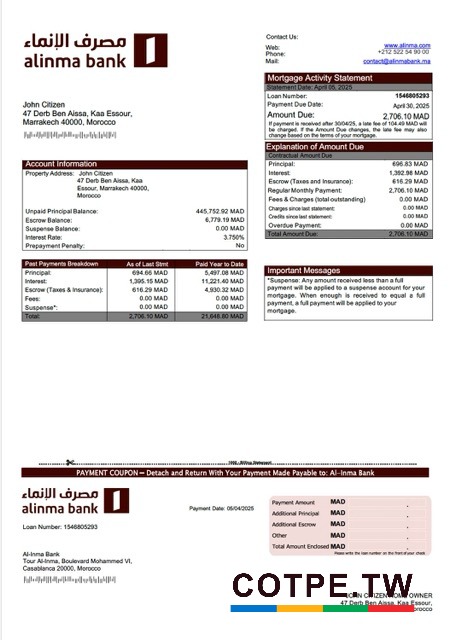 مصرف الإنماء
alinma bank
Contact Us:
Web: www.alinma.com
Phone: +212 522 54 90 00
Mail: contact@alinmabank.ma
Mortgage Activity Statement
Statement Date: April 05, 2025
Loan Number: 1546805293
Payment Due Date: April 30, 2025
Amount Due: 2,706.10 MAD
If payment is received after 30/04/25, a late fee of 104.49 MAD will
be charged. If the Amount Due changes, the late fee may also
change based on the terms of your mortgage.
John Citizen
47 Derb Ben Aissa, Kaa Essour,
Marrakech 40000, Morocco
Explanation of Amount Due
Contractual Amount Due
Principal: 696.83 MAD
Interest: 1,392.98 MAD
Escrow (Taxes and Insurance): 616.29 MAD
Regular Monthly Payment: 2,706.10 MAD
Fees & Charges (total outstanding) 0.00 MAD
Charges since last statement: 0.00 MAD
Credits since last statement: 0.00 MAD
Overdue Payment: 0.00 MAD
Total Amount Due: 2,706.10 MAD
Account Information
Property Address: John Citizen
47 Derb Ben Aissa, Kaa
Essour, Marrakech 40000,
Morocco
Unpaid Principal Balance: 445,752.92 MAD
Escrow Balance: 6,779.19 MAD
Suspense Balance: 0.00 MAD
Interest Rate: 3.750%
Prepayment Penalty: No
Past Payments Breakdown As of Last Stmt Paid Year to Date
Principal: 694.66 MAD 5,497.08 MAD
Interest: 1,395.15 MAD 11,221.40 MAD
Escrow (Taxes & Insurance): 616.29 MAD 4,930.32 MAD
Fees: 0.00 MAD 0.00 MAD
Suspense*: 0.00 MAD 0.00 MAD
Total: 2,706.10 MAD 21,648.80 MAD
Important Messages
*Suspense: Any amount received less than a full
payment will be applied to a suspense account for your
mortgage. When enough is received to equal a full
payment, a full payment will be applied to your
mortgage.
PAYMENT COUPON – Detach and Return With Your Payment Made Payable to: Al-Inma Bank
مصرف الإنماء
alinma bank
Loan Number: 1546805293
Payment Date: 05/04/2025
Payment Amount MAD .
Additional Principal MAD .
Additional Escrow MAD .
Other MAD .
Total Amount Enclosed MAD .
Please write the loan number on the front of your check
Al-Inma Bank
Tour Al-Inma, Boulevard Mohammed VI,
Casablanca 20000, Morocco
COTPE.TW
JOHN CITIZEN HOME OWNER
47 Derb Ben Aissa, Kaa Essour,